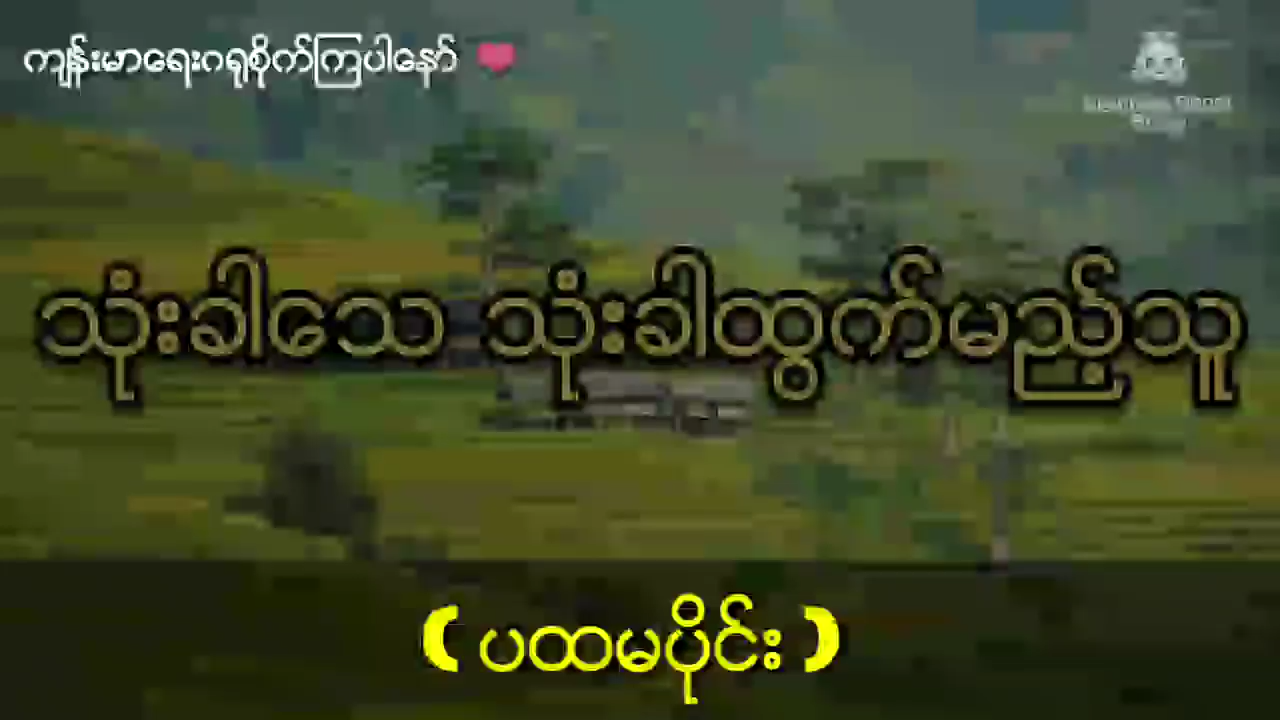 ကျန်းမာရေးဂရုစိုက်ကြပါနော် ❤
သုံးခါသေ သုံးခါထွက်မည့်သူ
( ပထမပိုင်း )